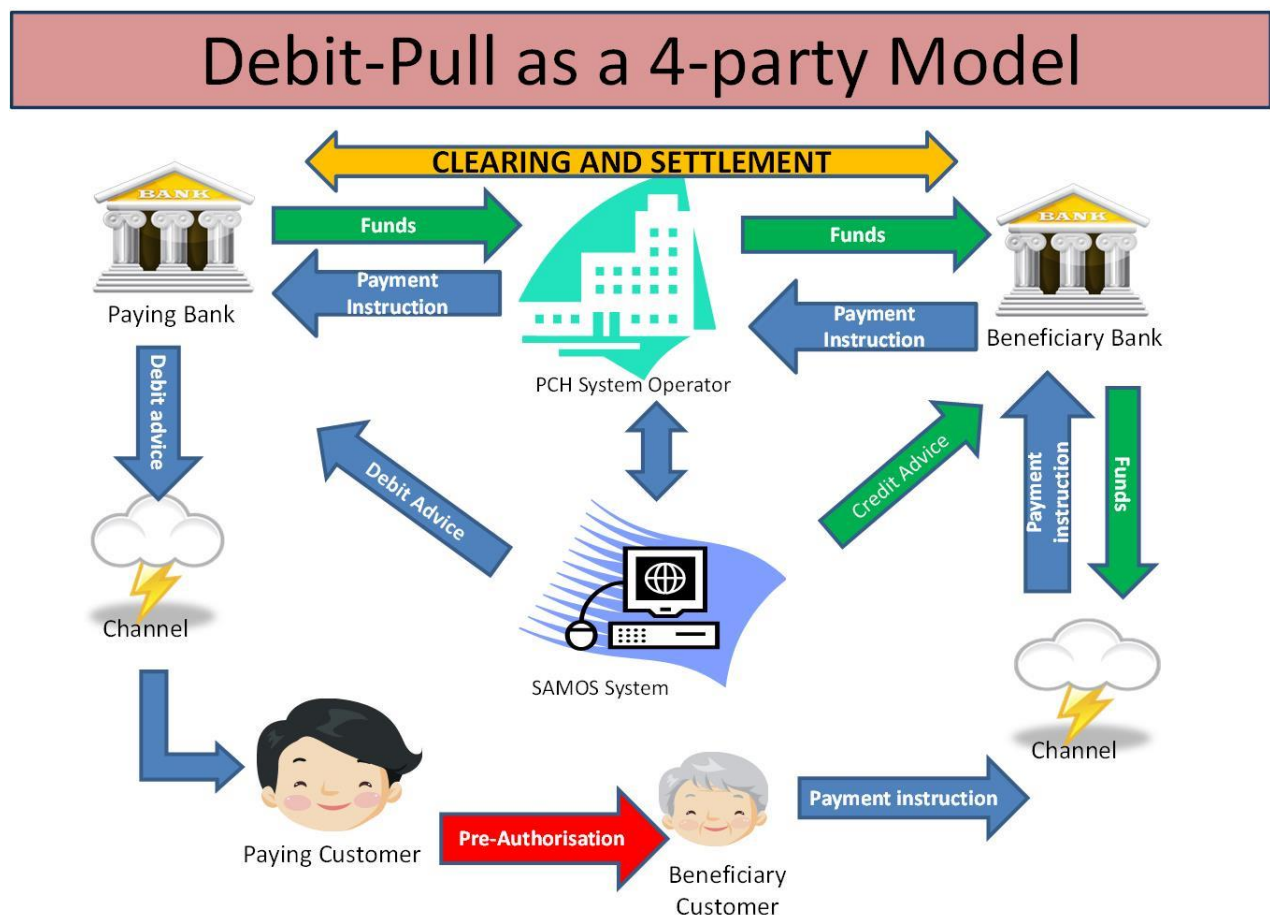 Debit-Pull as a 4-party Model
CLEARING AND SETTLEMENT
BANK
Funds
Payment
Instruction
Paying Bank
PCH System Operator
Funds
Payment
Instruction
BANK
Beneficiary Bank
Debit advice
Channel
Debit Advice
SAMOS System
Credit Advice
Payment
instruction
Funds
Channel
Paying Customer
Pre-Authorisation
Beneficiary
Customer
Payment instruction